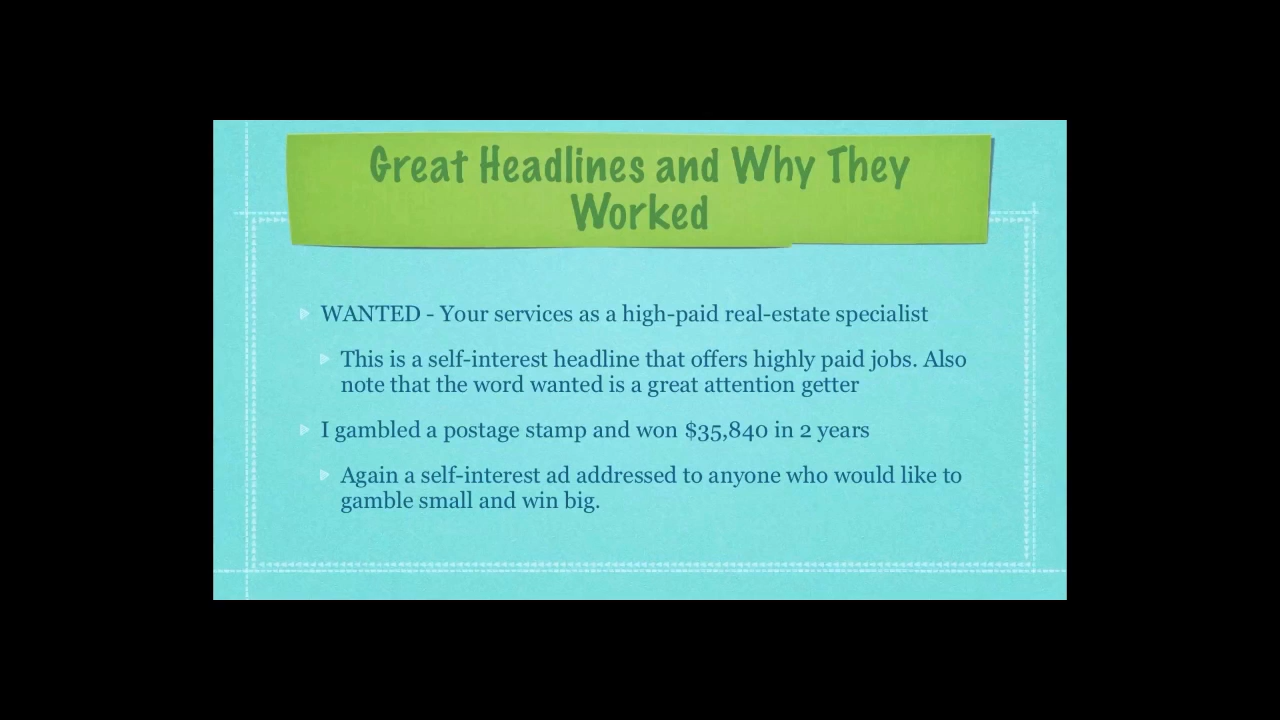 Great Headlines and Why They
Worked
WANTED - Your services as a high-paid real-estate specialist
This is a self-interest headline that offers highly paid jobs. Also
note that the word wanted is a great attention getter
I gambled a postage stamp and won $35,840 in 2 years
Again a self-interest ad addressed to anyone who would like to
gamble small and win big.